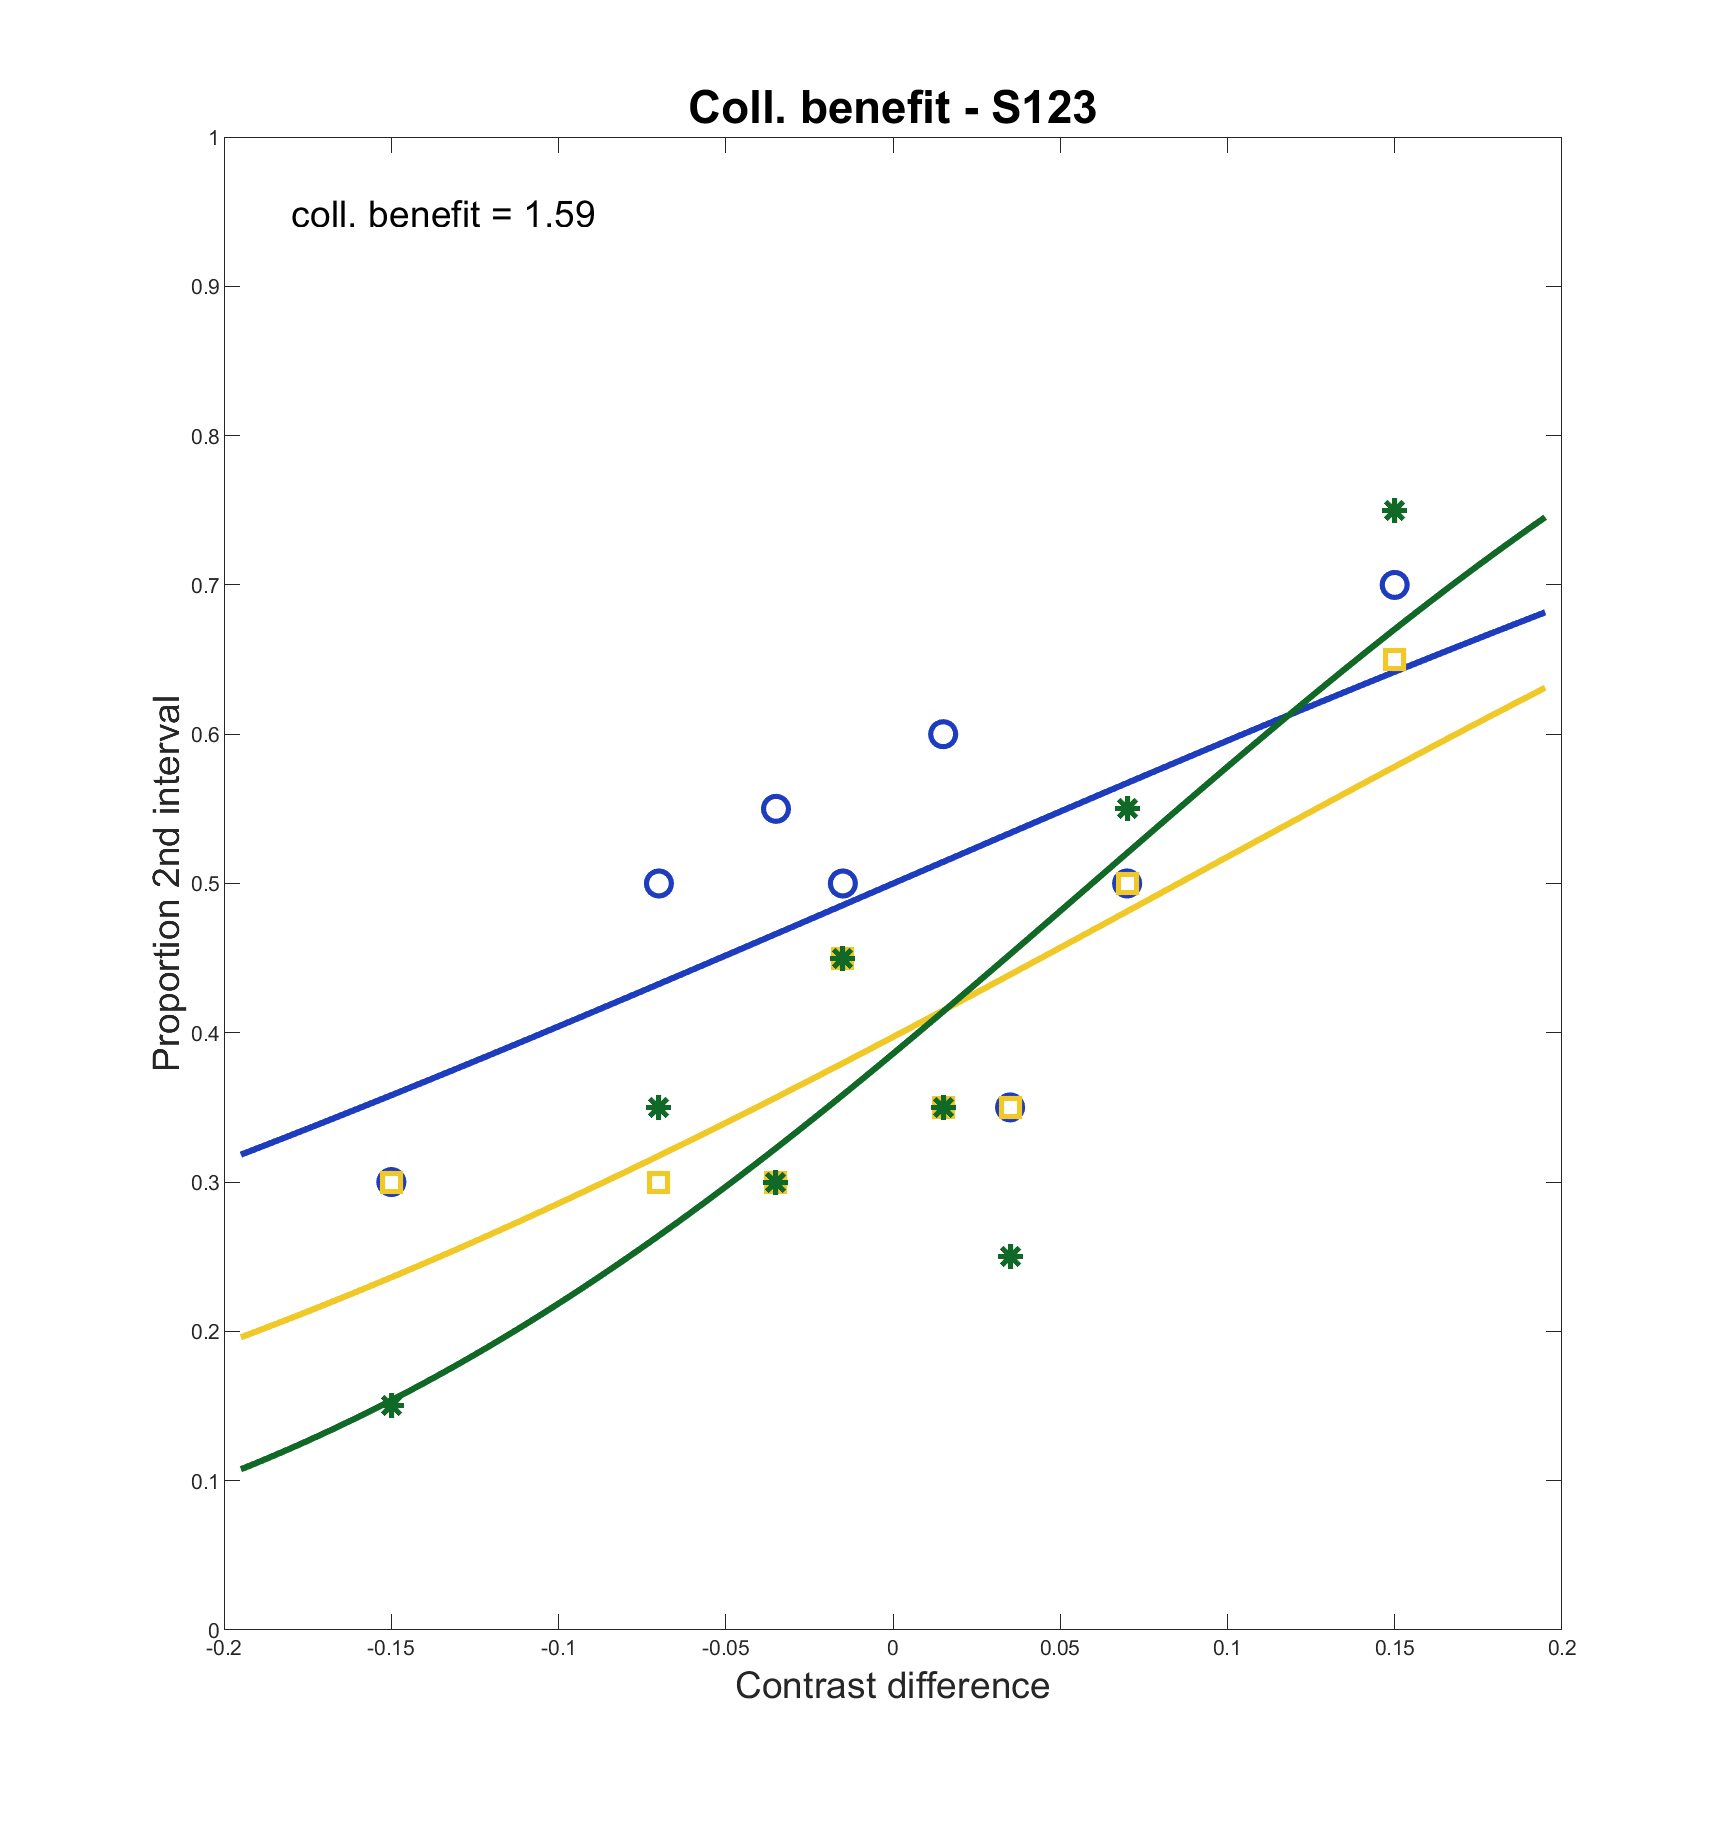 Coll. benefit - S123
coll. benefit = 1.59
1
0.9
0.8
0.7
0.6
0.5
0.4
0.3
0.2
0.1
0
Proportion 2nd interval
-0.2 -0.15 -0.1 -0.05 0 0.05 0.1 0.15 0.2
Contrast difference